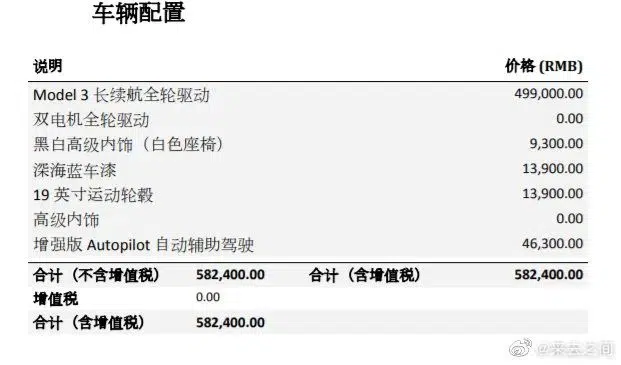 车辆配置
说明 价格 (RMB)
Model 3 长续航全轮驱动 499,000.00
双电机全轮驱动 0.00
黑白高级内饰（白色座椅） 9,300.00
深海蓝车漆 13,900.00
19 英寸运动轮毂 13,900.00
高级内饰 0.00
增强版 Autopilot 自动辅助驾驶 46,300.00
合计（不含增值税） 582,400.00 合计（含增值税） 582,400.00
增值税 0.00
合计（含增值税） 582,400.00
@来去之间